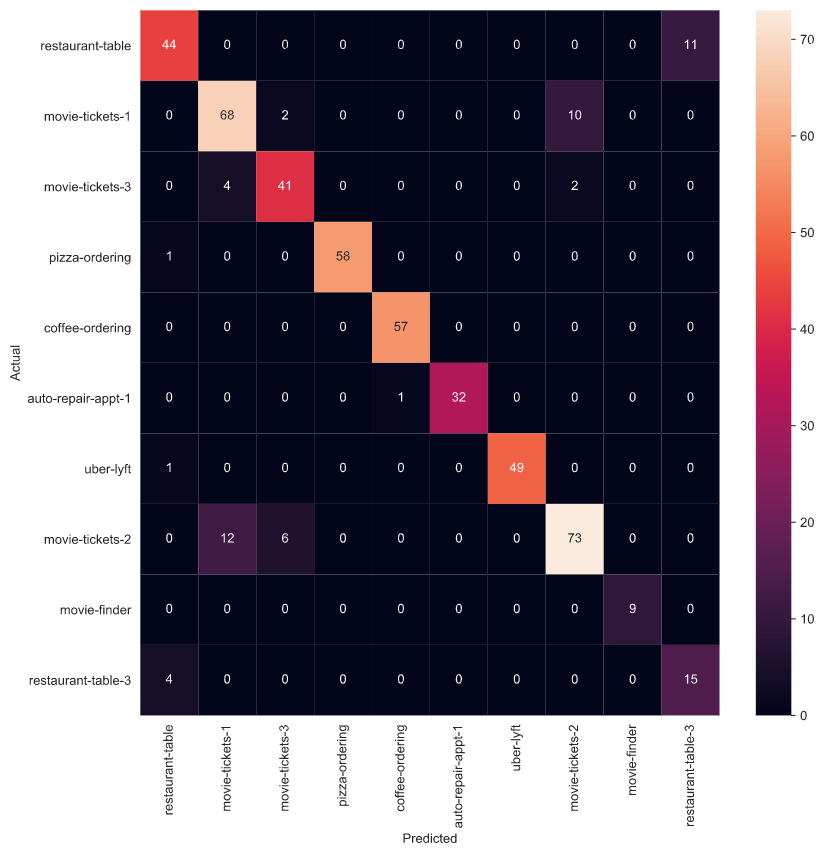 restaurant-table 44 0 0 0 0 0 0 0 0 11
movie-tickets-1 0 68 2 0 0 0 0 10 0 0
movie-tickets-3 0 4 41 0 0 0 0 2 0 0
pizza-ordering 1 0 0 58 0 0 0 0 0 0
coffee-ordering 0 0 0 0 57 0 0 0 0 0
auto-repair-appt-1 0 0 0 0 1 32 0 0 0 0
uber-lyft 1 0 0 0 0 0 49 0 0 0
movie-tickets-2 0 12 6 0 0 0 0 73 0 0
movie-finder 0 0 0 0 0 0 0 0 9 0
restaurant-table-3 4 0 0 0 0 0 0 0 0 15
Actual
restaurant-table
movie-tickets-1
movie-tickets-3
pizza-ordering
coffee-ordering
auto-repair-appt-1
uber-lyft
movie-tickets-2
movie-finder
restaurant-table-3
Predicted
70
60
50
40
30
20
10
0